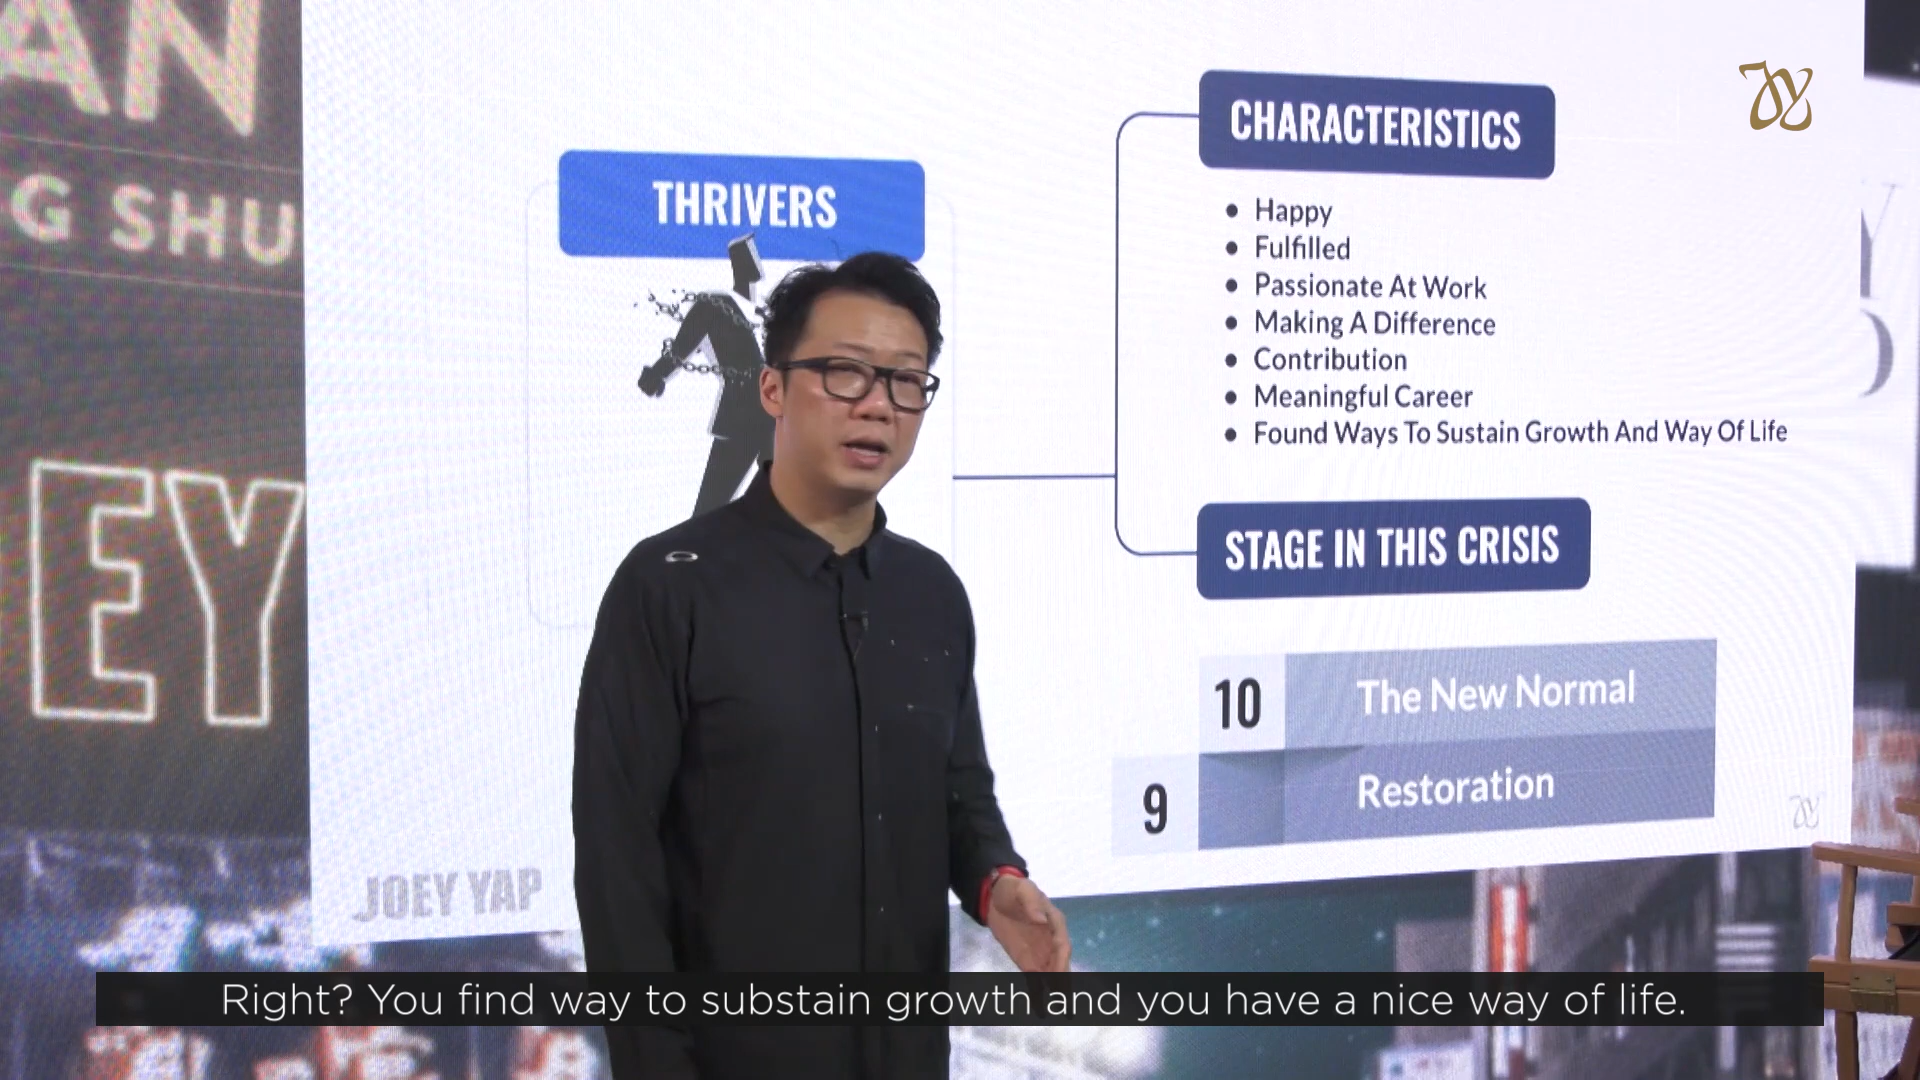 AN
G SHU
EY
THRIVERS
CHARACTERISTICS
Happy
Fulfilled
Passionate At Work
Making A Difference
Contribution
Meaningful Career
Found Ways To Sustain Growth And Way Of Life
STAGE IN THIS CRISIS
10 The New Normal
9 Restoration
JOEY YAP
Right? You find way to substain growth and you have a nice way of life.